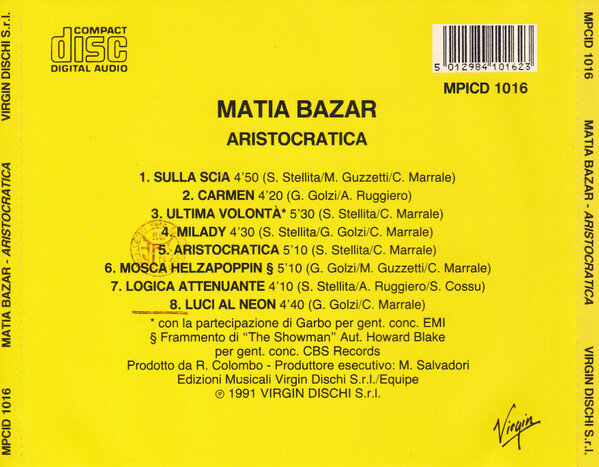 COMPACT
disc
DIGITAL AUDIO
5 012984 101623
MPICD 1016
MATIA BAZAR
ARISTOCRATICA
1. SULLA SCIA 4'50 (S. Stellita/M. Guzzetti/C. Marrale)
2. CARMEN 4'20 (G. Golzi/A. Ruggiero)
3. ULTIMA VOLONTÀ* 5'30 (S. Stellita/C. Marrale)
4. MILADY 4'30 (S. Stellita/G. Golzi/C. Marrale)
5. ARISTOCRATICA 5'10 (S. Stellita/C. Marrale)
6. MOSCA HELZAPOPPIN § 5'10 (G. Golzi/M. Guzzetti/C. Marrale)
7. LOGICA ATTENUANTE 4'10 (S. Stellita/A. Ruggiero/S. Cossu)
8. LUCI AL NEON 4'40 (G. Golzi/C. Marrale)
* con la partecipazione di Garbo per gent. conc. EMI
§ Frammento di "The Showman" Aut. Howard Blake
per gent. conc. CBS Records
Prodotto da R. Colombo - Produttore esecutivo: M. Salvadori
Edizioni Musicali Virgin Dischi S.r.l./Equipe
℗ 1991 VIRGIN DISCHI S.r.l.
Virgin
MPCID 1016 MATIA BAZAR - ARISTOCRATICA VIRGIN DISCHI S.r.l.
MPCID 1016 MATIA BAZAR - ARISTOCRATICA VIRGIN DISCHI S.r.l.